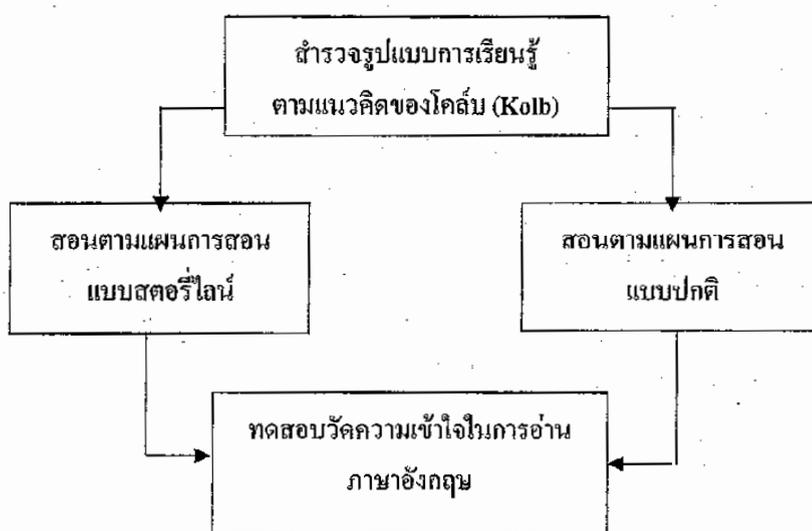 สำรวจรูปแบบการเรียนรู้
ตามแนวคิดของโคล์บ (Kolb)
สอนตามแผนการสอน
แบบสตอรี่ไลน์
สอนตามแผนการสอน
แบบปกติ
ทดสอบวัดความเข้าใจในการอ่าน
ภาษาอังกฤษ